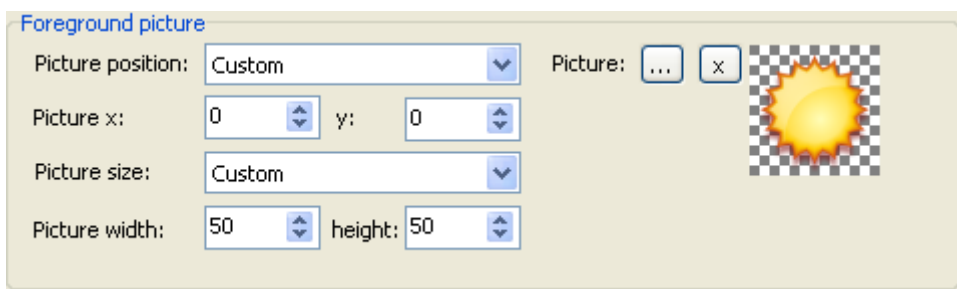 Foreground picture
Picture position: Custom Picture: ... x
Picture x: 0 y: 0
Picture size: Custom
Picture width: 50 height: 50